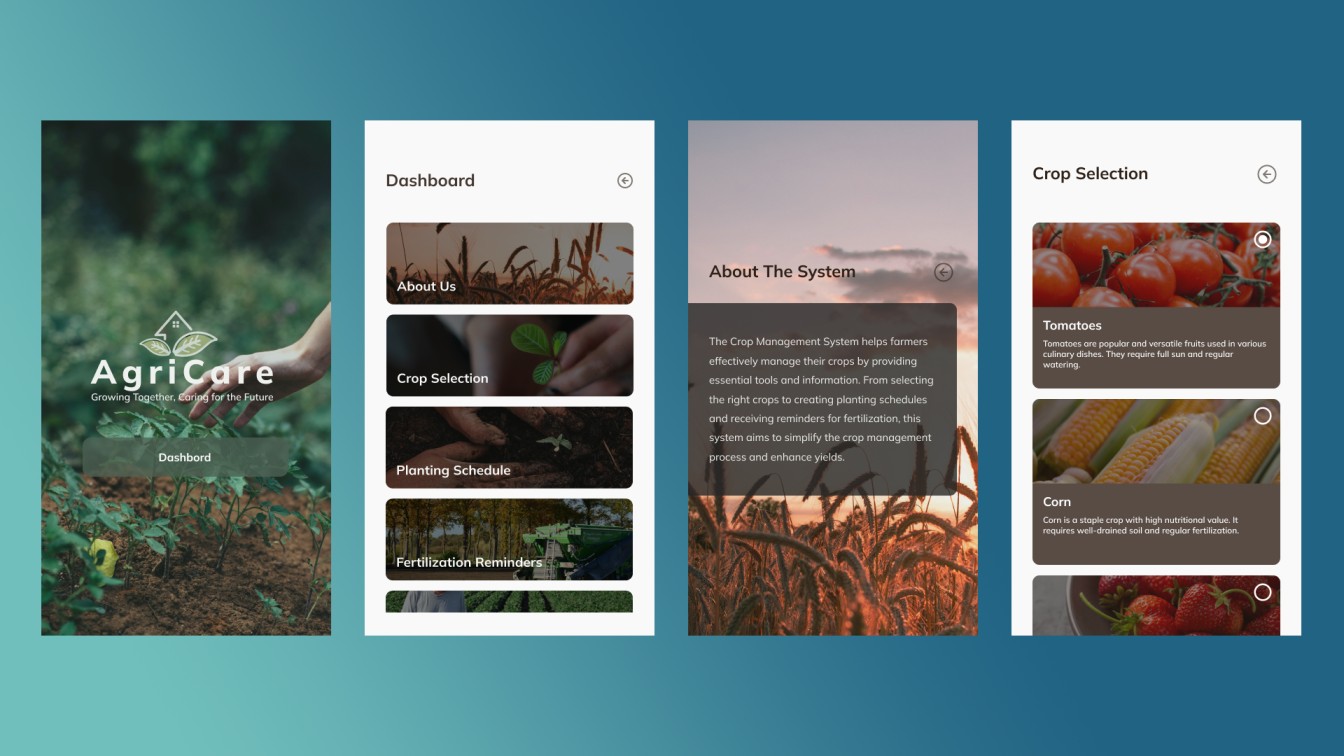 AgriCare
Growing Together, Caring for the Future
Dashbord
Dashboard
About Us
Crop Selection
Planting Schedule
Fertilization Reminders
About The System
The Crop Management System helps farmers
effectively manage their crops by providing
essential tools and information. From selecting
the right crops to creating planting schedules
and receiving reminders for fertilization, this
system aims to simplify the crop management
process and enhance yields.
Crop Selection
Tomatoes
Tomatoes are popular and versatile fruits used in various
culinary dishes. They require full sun and regular
watering.
Corn
Corn is a staple crop with high nutritional value. It
requires well-drained soil and regular fertilization.